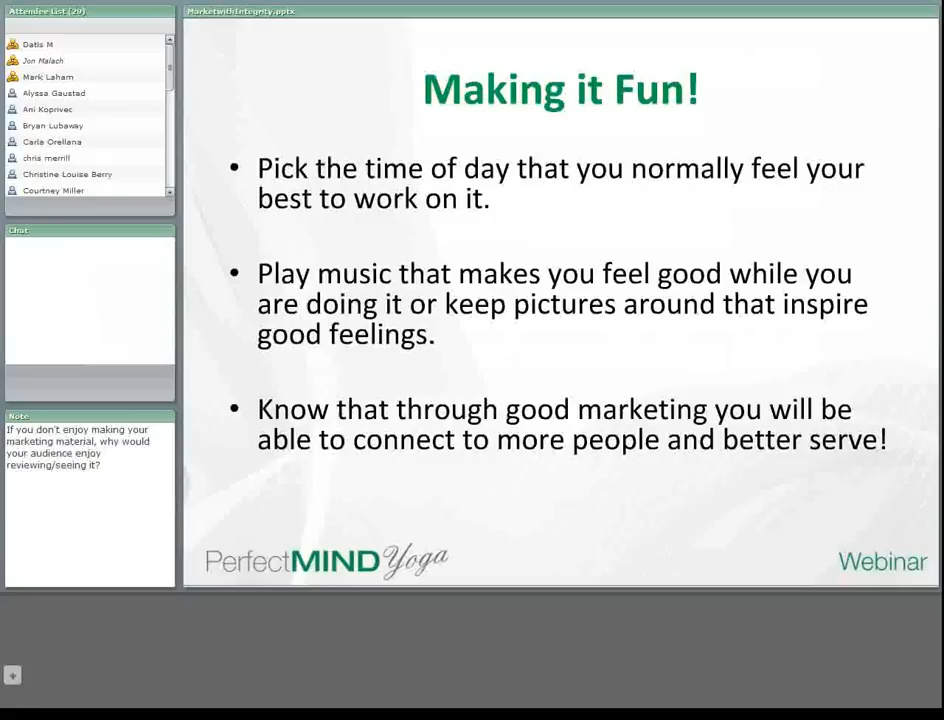 Attendee List (29)
Datis M
Jon Malach
Mark Laham
Alyssa Gaustad
Ani Koprivec
Bryan Lubaway
Carla Orellana
chris merrill
Christine Louise Berry
Courtney Miller
Chat
Note
If you don't enjoy making your
marketing material, why would
your audience enjoy
reviewing/seeing it?
MarketwithIntegrity.pptx
Making it Fun!
• Pick the time of day that you normally feel your
best to work on it.
• Play music that makes you feel good while you
are doing it or keep pictures around that inspire
good feelings.
• Know that through good marketing you will be
able to connect to more people and better serve!
PerfectMIND Yoga
Webinar